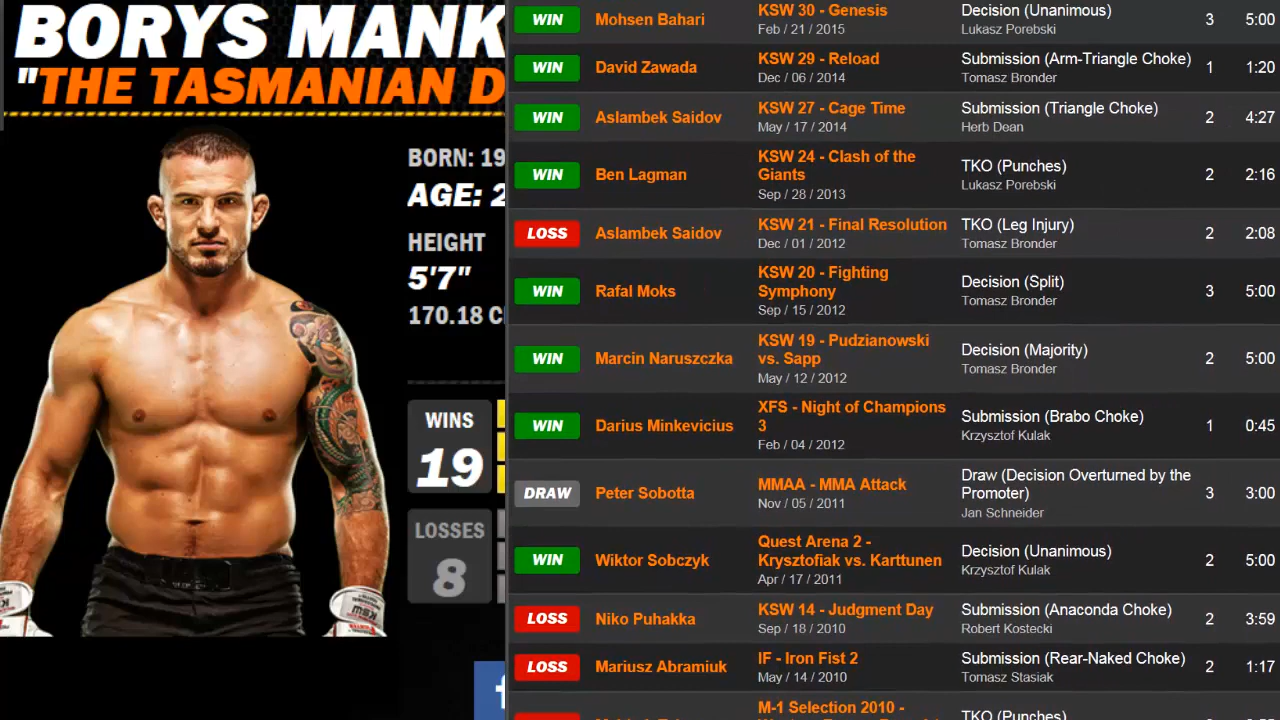 BORYS MANK
"THE TASMANIAN D
BORN: 19
AGE: 2
HEIGHT
5'7"
170.18 C
WINS
19
LOSSES
8
WIN Mohsen Bahari KSW 30 - Genesis Decision (Unanimous) 3 5:00
Feb / 21 / 2015 Lukasz Porebski
WIN David Zawada KSW 29 - Reload Submission (Arm-Triangle Choke) 1 1:20
Dec / 06 / 2014 Tomasz Bronder
WIN Aslambek Saidov KSW 27 - Cage Time Submission (Triangle Choke) 2 4:27
May / 17 / 2014 Herb Dean
WIN Ben Lagman KSW 24 - Clash of the TKO (Punches) 2 2:16
Giants Lukasz Porebski
Sep / 28 / 2013
LOSS Aslambek Saidov KSW 21 - Final Resolution TKO (Leg Injury) 2 2:08
Dec / 01 / 2012 Tomasz Bronder
WIN Rafal Moks KSW 20 - Fighting Decision (Split) 3 5:00
Symphony Tomasz Bronder
Sep / 15 / 2012
WIN Marcin Naruszczka KSW 19 - Pudzianowski Decision (Majority) 2 5:00
vs. Sapp Tomasz Bronder
May / 12 / 2012
WIN Darius Minkevicius XFS - Night of Champions Submission (Brabo Choke) 1 0:45
3 Krzysztof Kulak
Feb / 04 / 2012
DRAW Peter Sobotta MMAA - MMA Attack Draw (Decision Overturned by the 3 3:00
Nov / 05 / 2011 Promoter)
Jan Schneider
WIN Wiktor Sobczyk Quest Arena 2 - Decision (Unanimous) 2 5:00
Krysztofiak vs. Karttunen Krzysztof Kulak
Apr / 17 / 2011
LOSS Niko Puhakka KSW 14 - Judgment Day Submission (Anaconda Choke) 2 3:59
Sep / 18 / 2010 Robert Kostecki
LOSS Mariusz Abramiuk IF - Iron Fist 2 Submission (Rear-Naked Choke) 2 1:17
May / 14 / 2010 Tomasz Stasiak
M-1 Selection 2010 -
TKO (Punches)